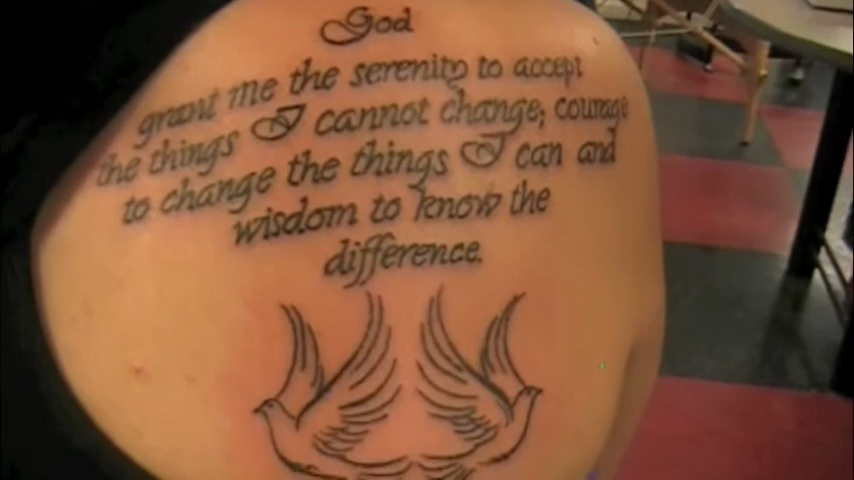 God
grant me the serenity to accept
the things I cannot change; courage
to change the things I can and
wisdom to know the
difference.